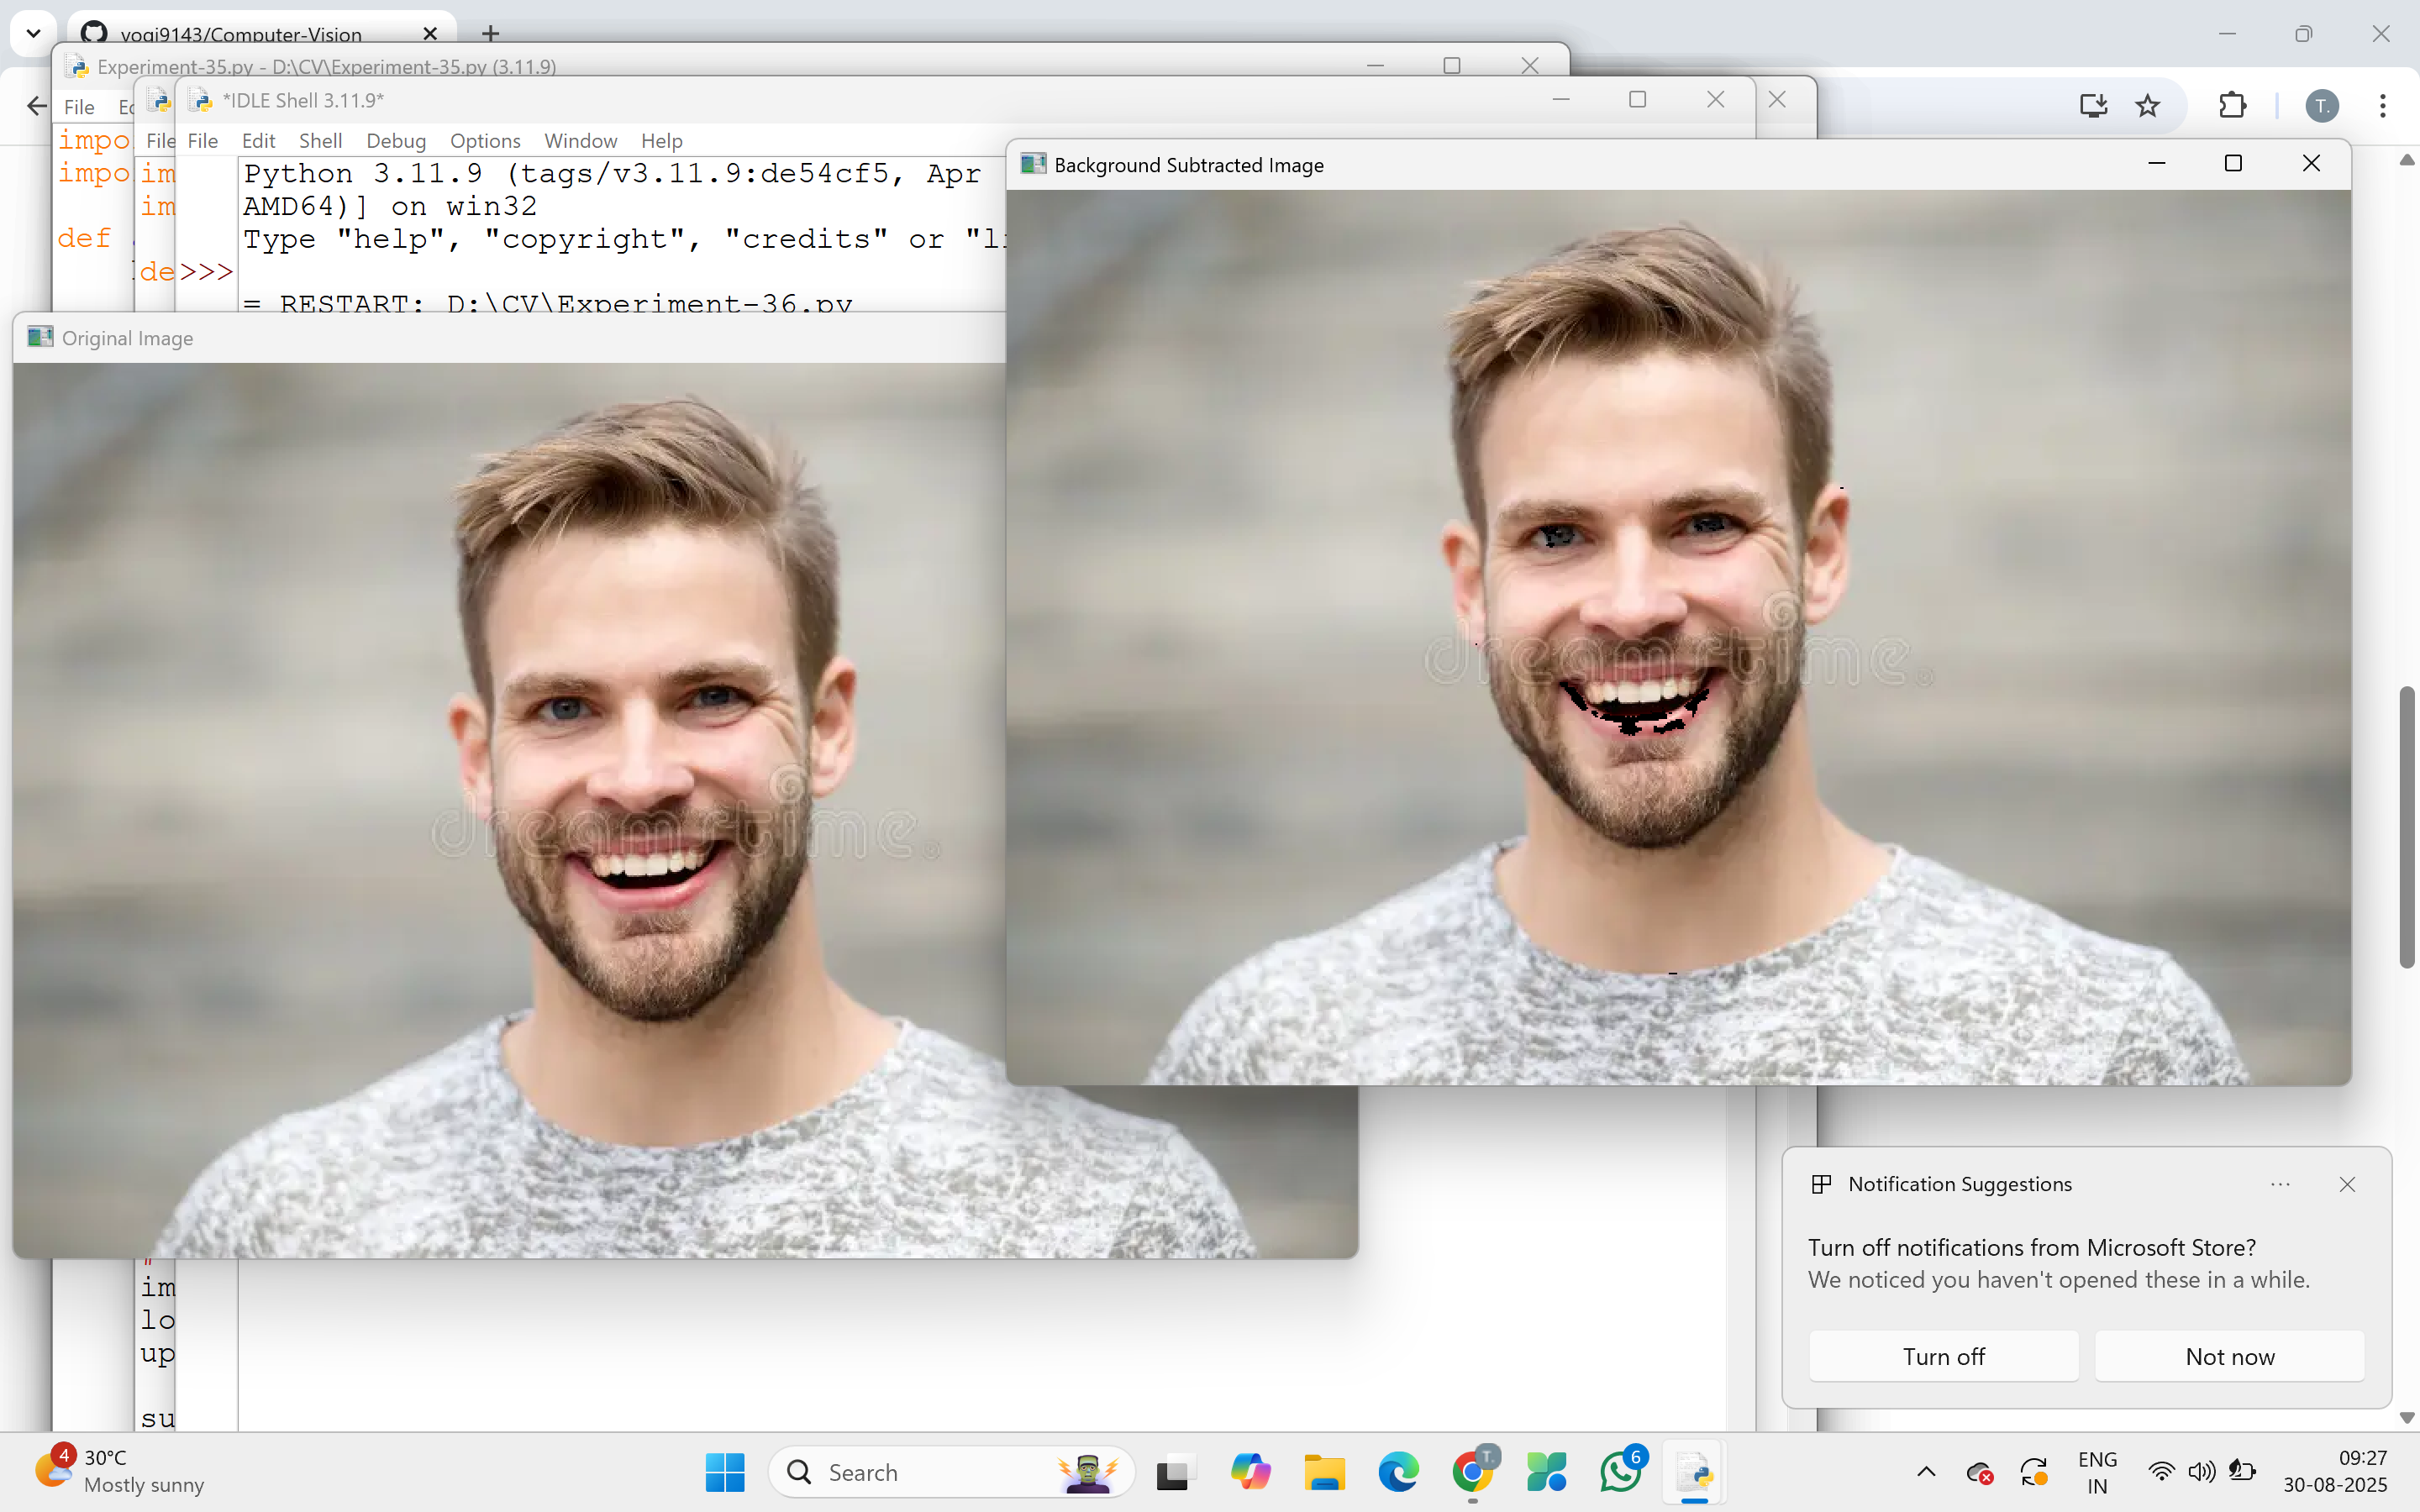 yogi9143/Computer-Vision
Experiment-35.py - D:\CV\Experiment-35.py (3.11.9)
*IDLE Shell 3.11.9*
T.
File
File
File Edit Shell Debug Options Window Help
impo
impo
def
im
im
de
>>>
Python 3.11.9 (tags/v3.11.9:de54cf5, Apr
AMD64)] on win32
Type "help", "copyright", "credits" or "li
= RESTART: D:\CV\Experiment-36.py
Background Subtracted Image
Original Image
im
lo
up
su
Notification Suggestions
Turn off notifications from Microsoft Store?
We noticed you haven't opened these in a while.
Turn off
Not now
4
30°C
Mostly sunny
Search
T.
6
ENG
IN
09:27
30-08-2025